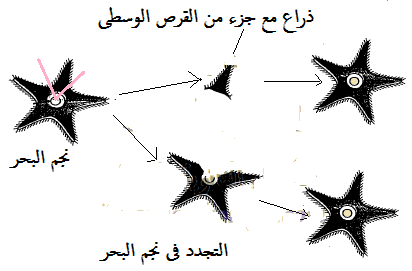 ذراع مع جزء من القرص الوسطى
نجم البحر
التجدد فى نجم البحر